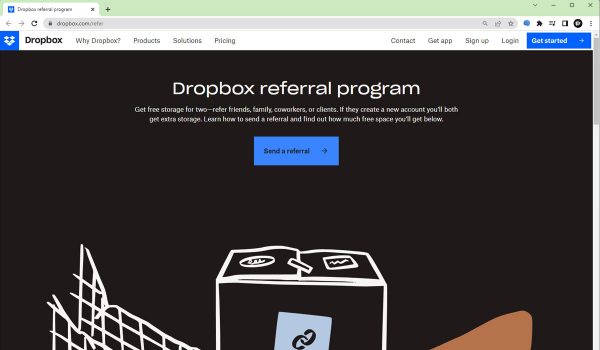 Dropbox referral program
dropbox.com/refer
Dropbox Why Dropbox? Products Solutions Pricing Contact Get app Sign up Login Get started
Dropbox referral program
Get free storage for two—refer friends, family, coworkers, or clients. If they create a new account you'll both
get extra storage. Learn how to send a referral and find out how much free space you'll get below.
Send a referral